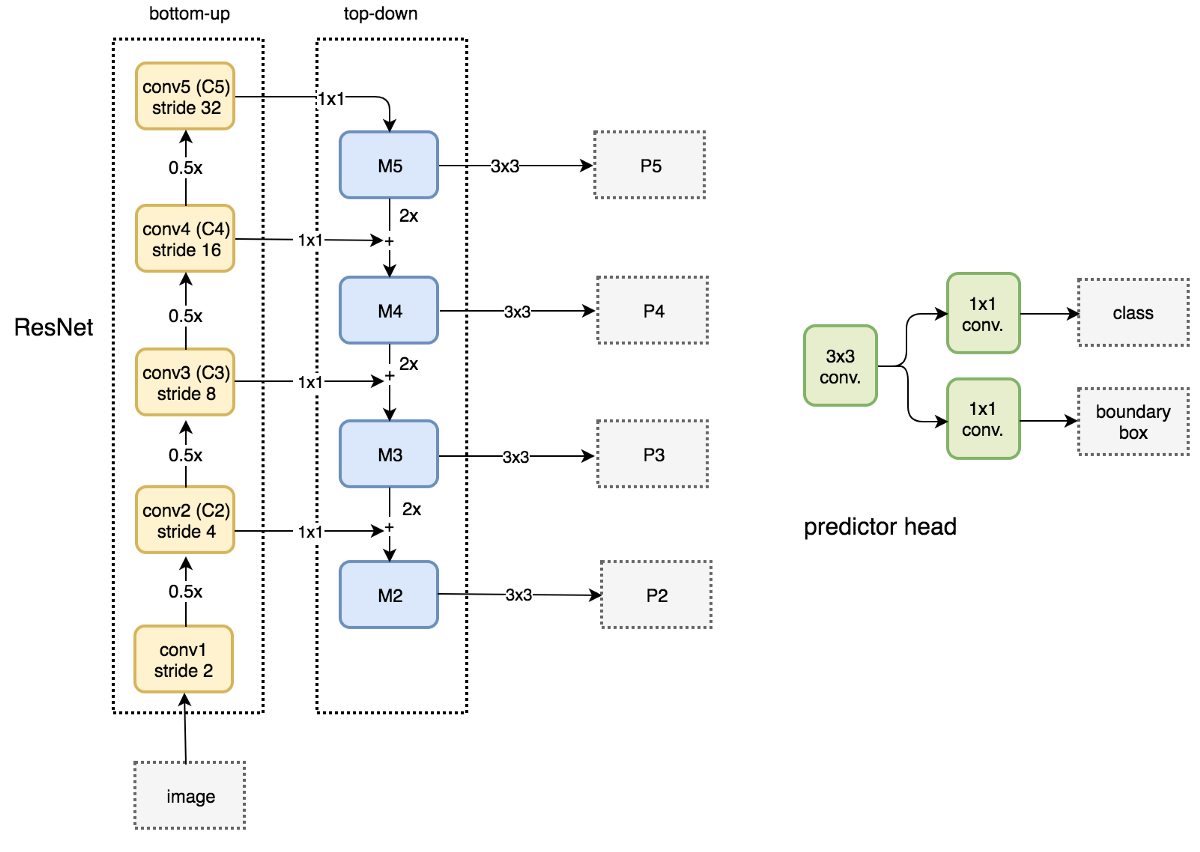 bottom-up
top-down
conv5 (C5)
stride 32
1x1
0.5x
M5
3x3
P5
2x
conv4 (C4)
stride 16
1x1
+
0.5x
M4
3x3
P4
2x
ResNet
conv3 (C3)
stride 8
1x1
+
0.5x
M3
3x3
P3
2x
conv2 (C2)
stride 4
1x1
+
0.5x
M2
3x3
P2
conv1
stride 2
image
3x3
conv.
1x1
conv.
class
1x1
conv.
boundary
box
predictor head